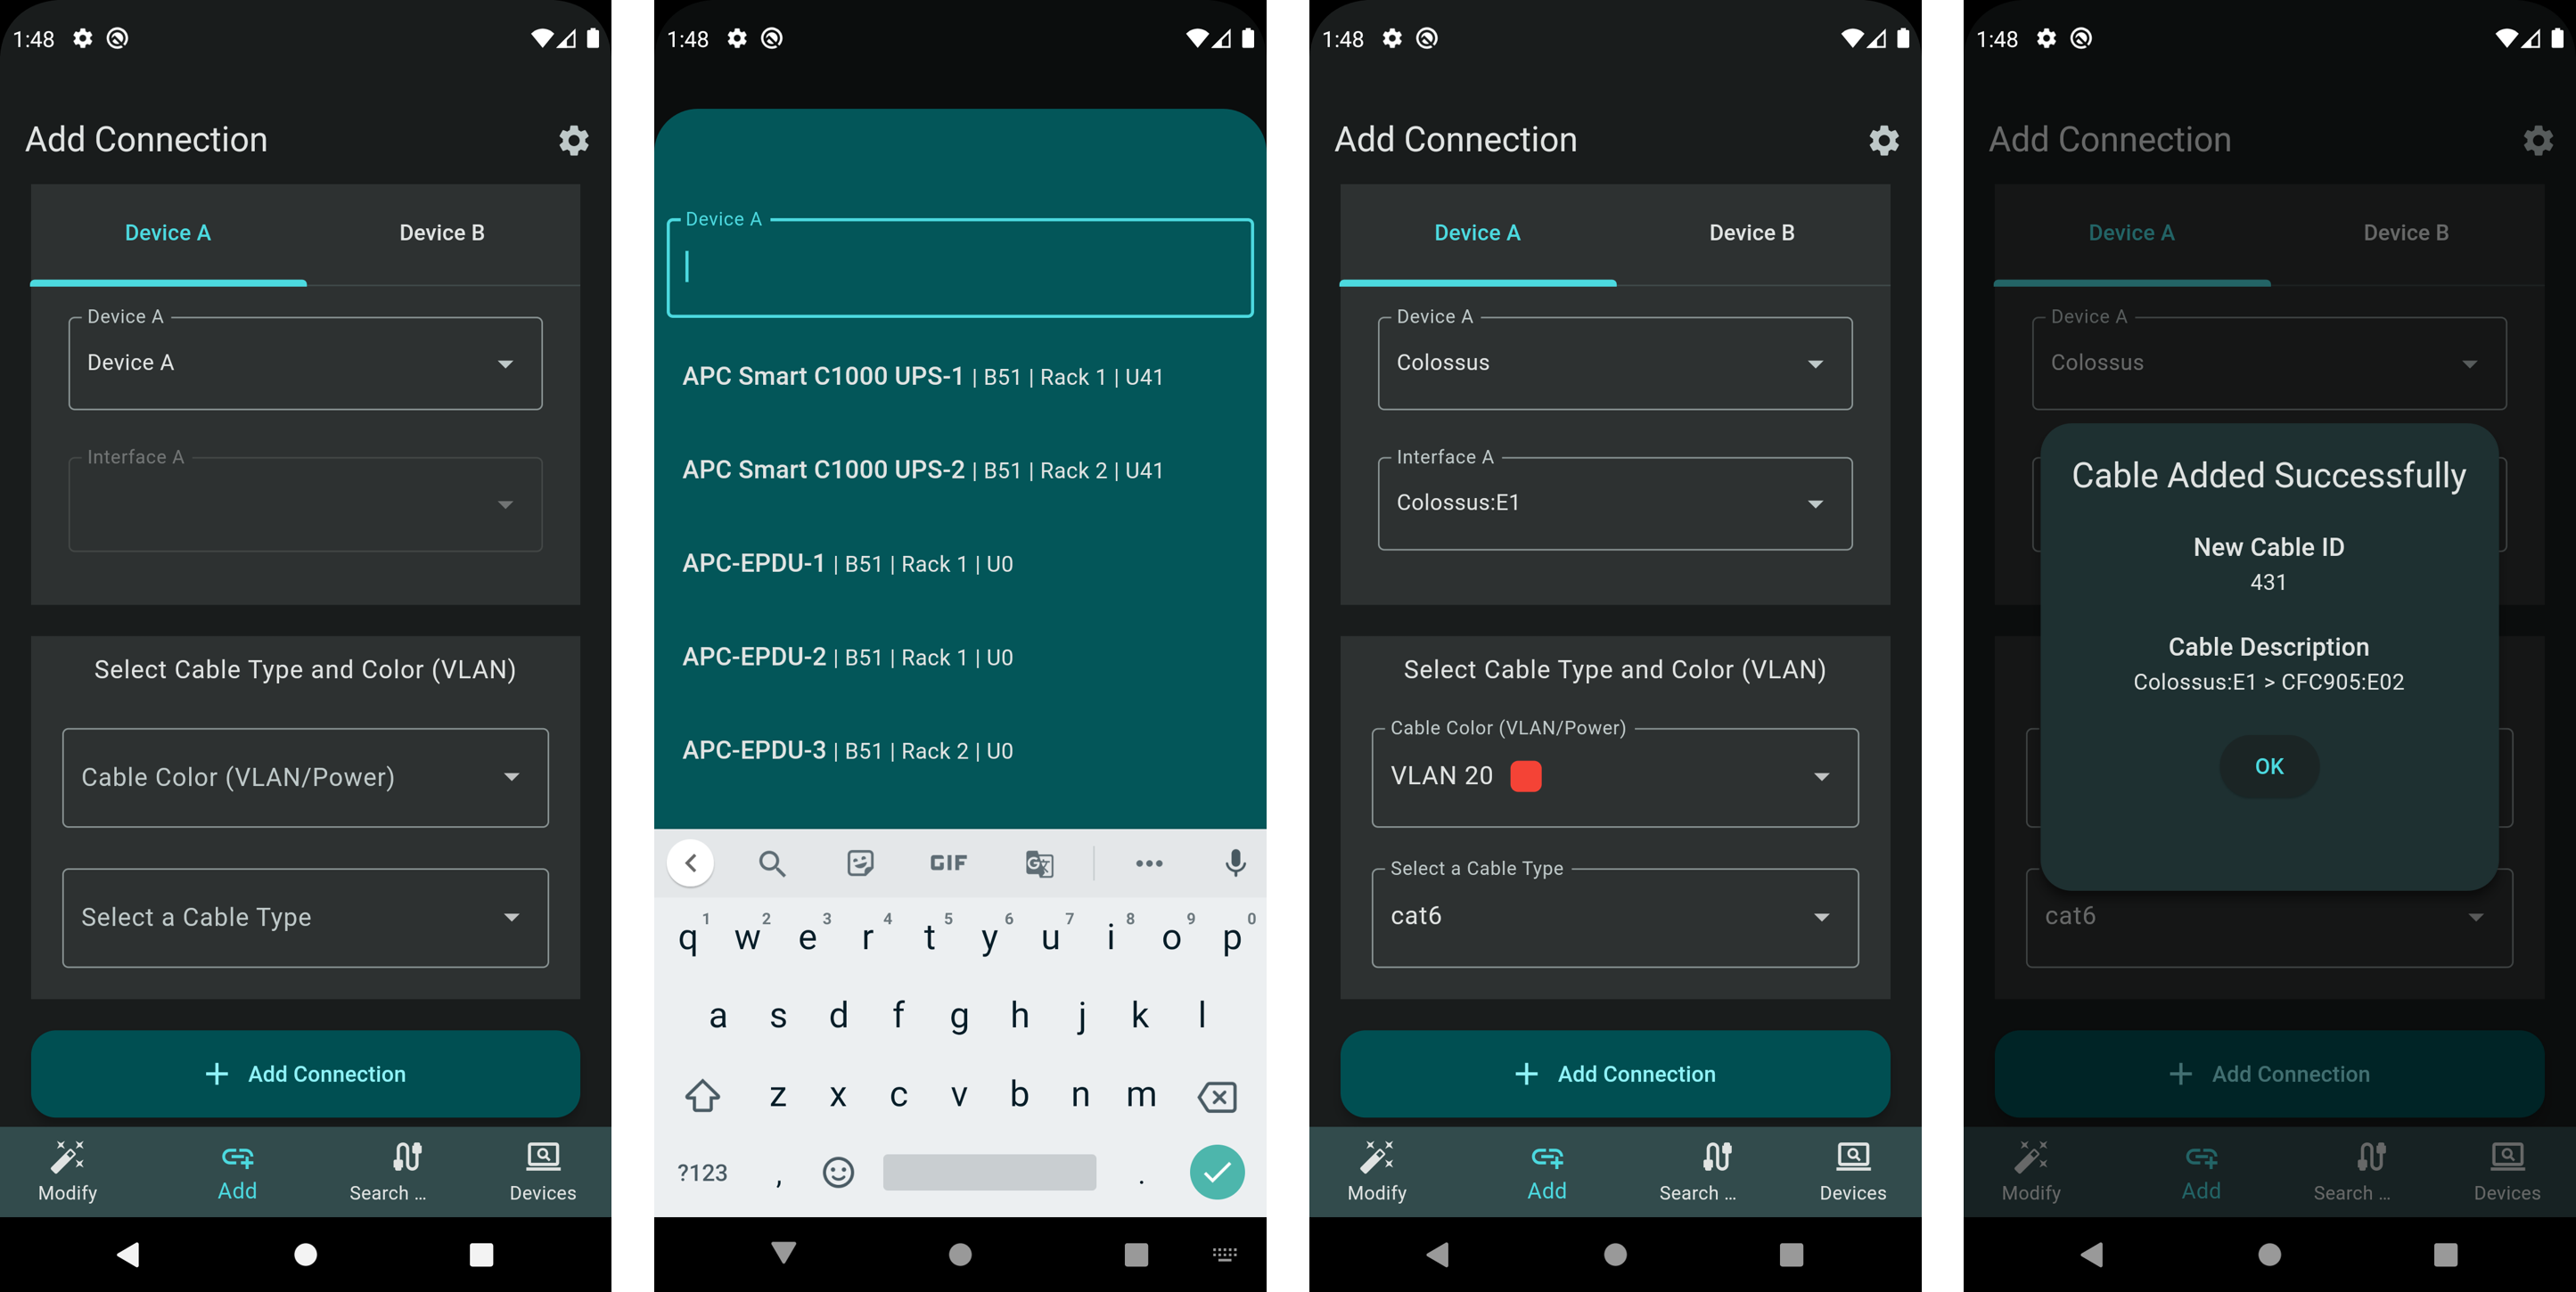 1:48
Add Connection
Device A Device B
Device A
Device A
Interface A
Select Cable Type and Color (VLAN)
Cable Color (VLAN/Power)
Select a Cable Type
+ Add Connection
Modify Add Search ... Devices
1:48
Device A
APC Smart C1000 UPS-1 | B51 | Rack 1 | U41
APC Smart C1000 UPS-2 | B51 | Rack 2 | U41
APC-EPDU-1 | B51 | Rack 1 | U0
APC-EPDU-2 | B51 | Rack 1 | U0
APC-EPDU-3 | B51 | Rack 2 | U0
GIF G
1 2 3 4 5 6 7 8 9 0
q w e r t y u i o p
a s d f g h j k l
z x c v b n m
?123 , .
1:48
Add Connection
Device A Device B
Device A
Colossus
Interface A
Colossus:E1
Select Cable Type and Color (VLAN)
Cable Color (VLAN/Power)
VLAN 20
Select a Cable Type
cat6
+ Add Connection
Modify Add Search ... Devices
1:48
Add Connection
Device A Device B
Device A
Colossus
Cable Added Successfully
New Cable ID
431
Cable Description
Colossus:E1 > CFC905:E02
OK
cat6
+ Add Connection
Modify Add Search ... Devices